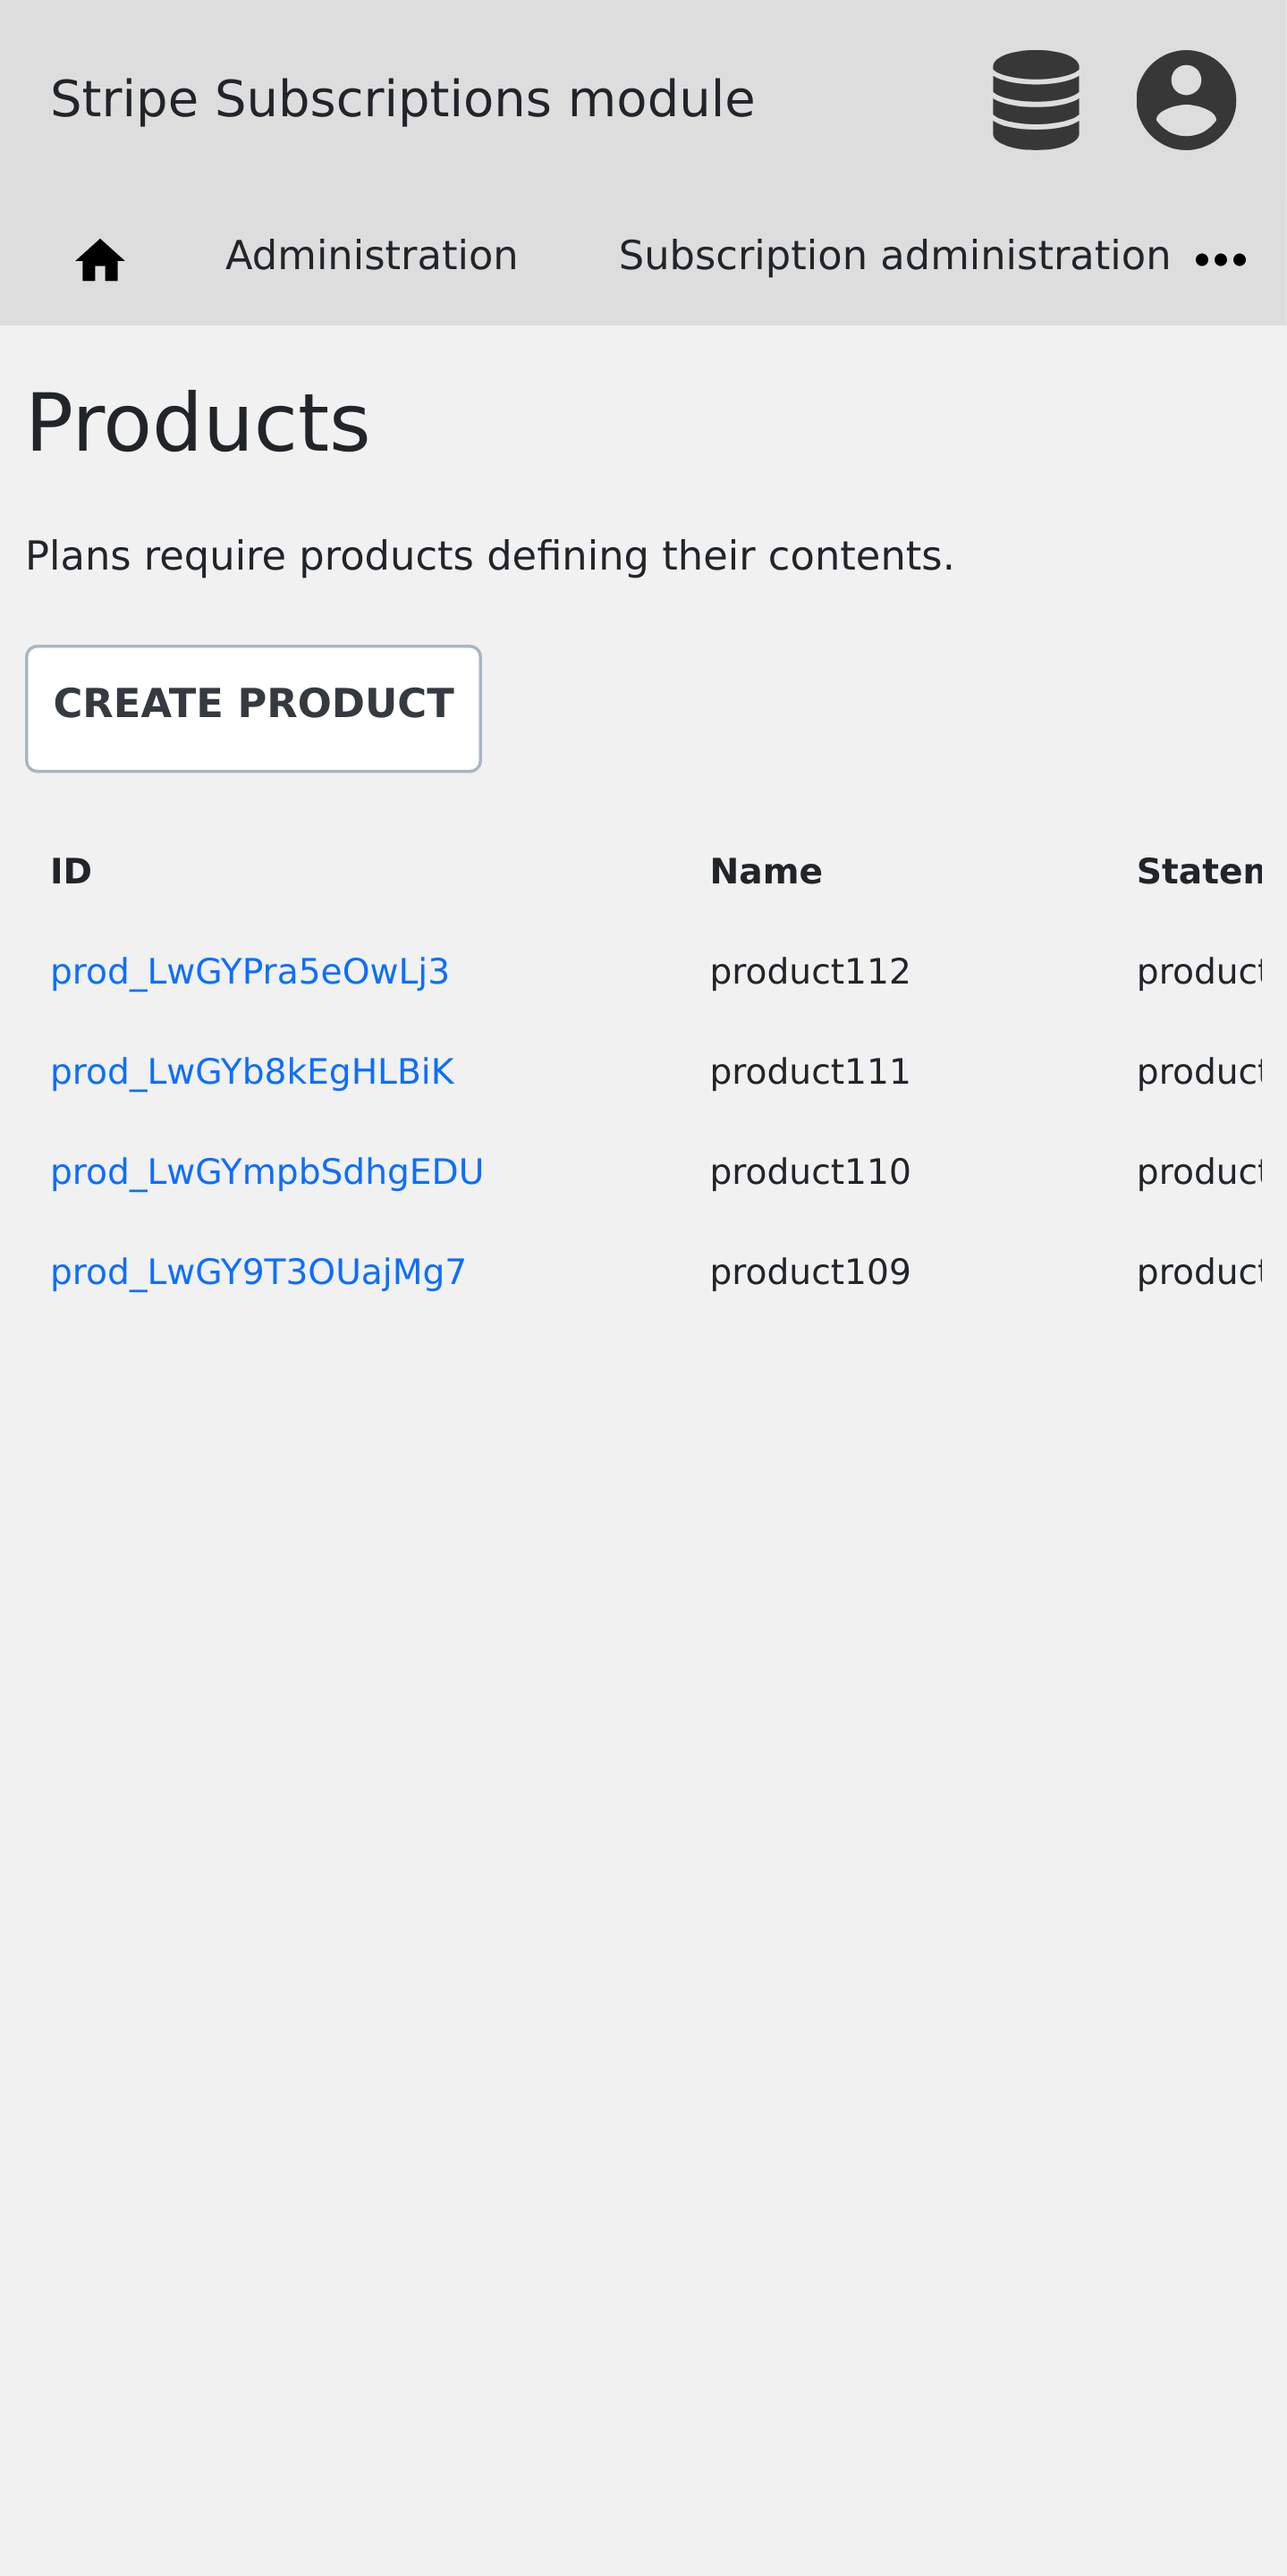 Stripe Subscriptions module
Administration Subscription administration
Products
Plans require products defining their contents.
CREATE PRODUCT
ID Name
prod_LwGYPra5eOwLj3 product112 product
prod_LwGYb8kEgHLBiK product111 product
prod_LwGYmpbSdhgEDU product110 product
prod_LwGY9T3OUajMg7 product109 product